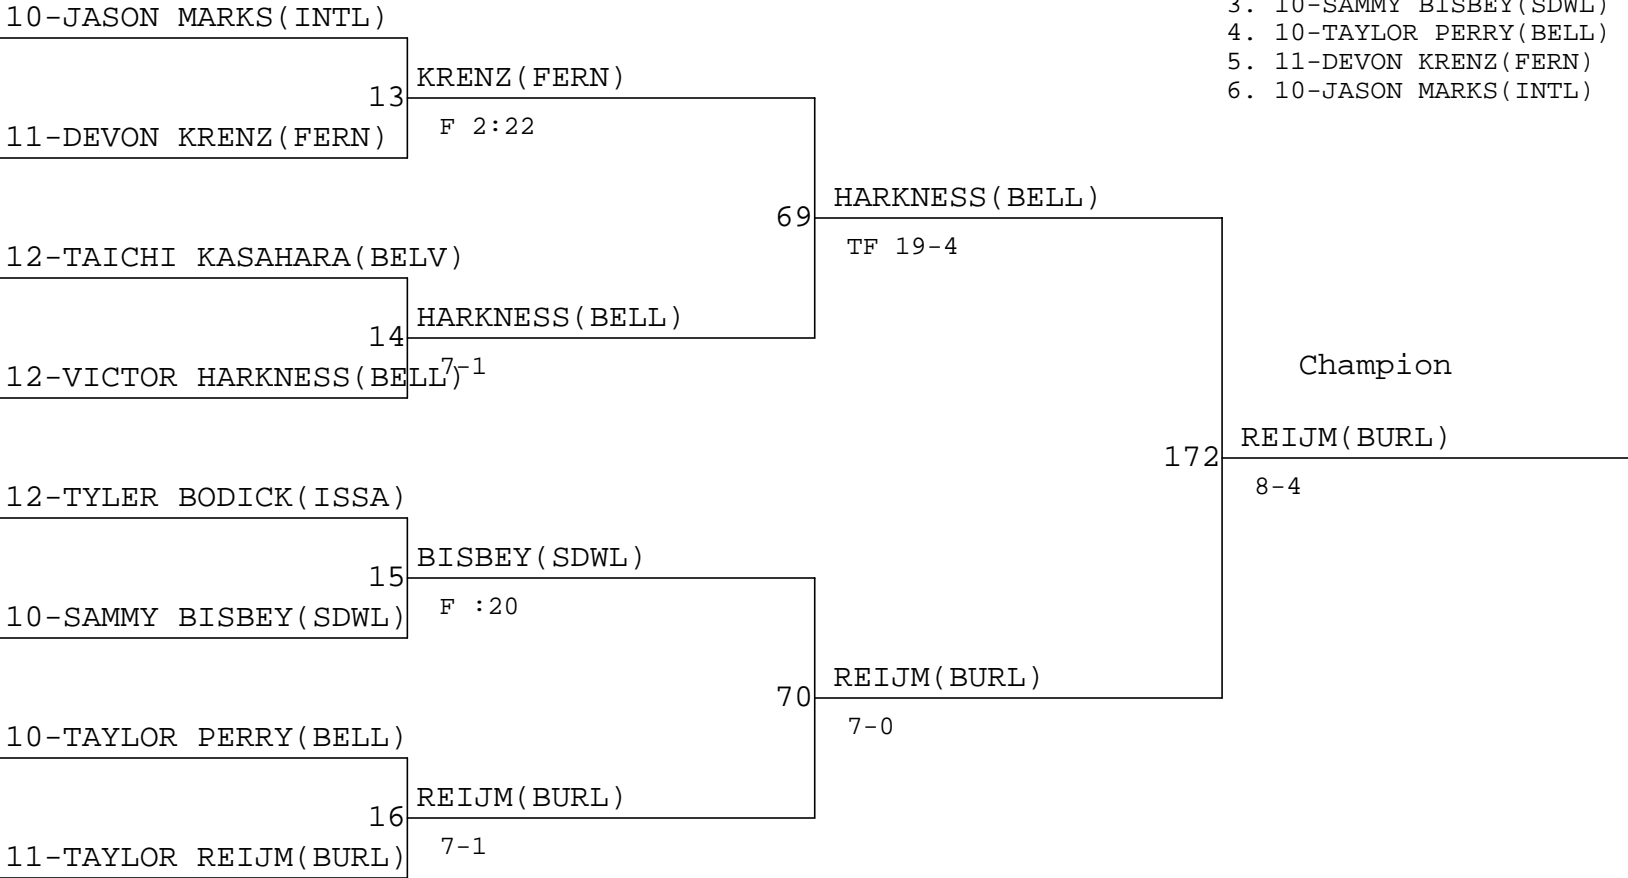 10-JASON MARKS(INTL)
3. 10-SAMMY BISBEY(SDWL)
4. 10-TAYLOR PERRY(BELL)
5. 11-DEVON KRENZ(FERN)
6. 10-JASON MARKS(INTL)
KRENZ(FERN)
13
F 2:22
11-DEVON KRENZ(FERN)
HARKNESS(BELL)
69
TF 19-4
12-TAICHI KASAHARA(BELV)
HARKNESS(BELL)
14
7-1
12-VICTOR HARKNESS(BELL)
Champion
REIJM(BURL)
172
8-4
12-TYLER BODICK(ISSA)
BISBEY(SDWL)
15
F :20
10-SAMMY BISBEY(SDWL)
REIJM(BURL)
70
7-0
10-TAYLOR PERRY(BELL)
REIJM(BURL)
16
7-1
11-TAYLOR REIJM(BURL)